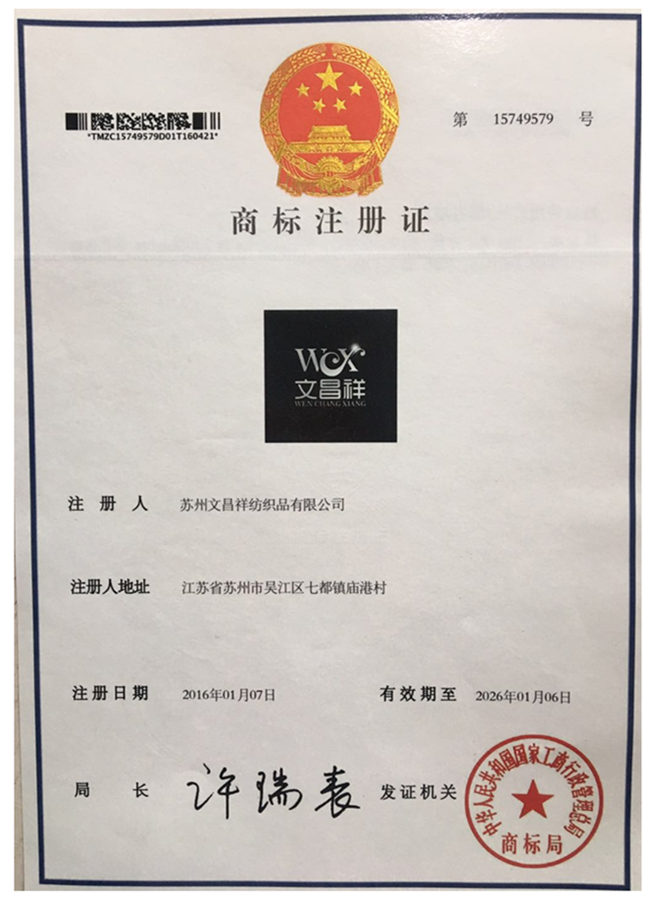 *TMZC15749579D01T160421*
第 15749579 号
商标注册证
WCX
文昌祥
WEN CHANG XIANG
注册人 苏州文昌祥纺织品有限公司
注册人地址 江苏省苏州市吴江区七都镇庙港村
注册日期 2016年01月07日 有效期至 2026年01月06日
局长 许瑞表 发证机关
中华人民共和国国家工商行政管理总局
商标局